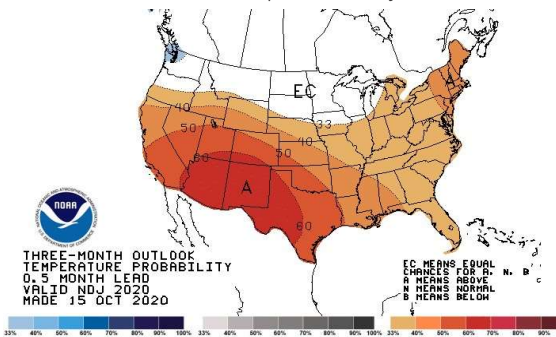 A
EC
40
33
50
40
50
60
A
60
NOAA
THREE-MONTH OUTLOOK
TEMPERATURE PROBABILITY
0.5 MONTH LEAD
VALID NDJ 2020
MADE 15 OCT 2020
EC MEANS EQUAL
CHANCES FOR A, N, B
A MEANS ABOVE
N MEANS NORMAL
B MEANS BELOW
33% 40% 50% 60% 70% 80% 90% 100% 33% 40% 50% 60% 70% 80% 90% 100% 33% 40% 50% 60% 70% 80% 90%